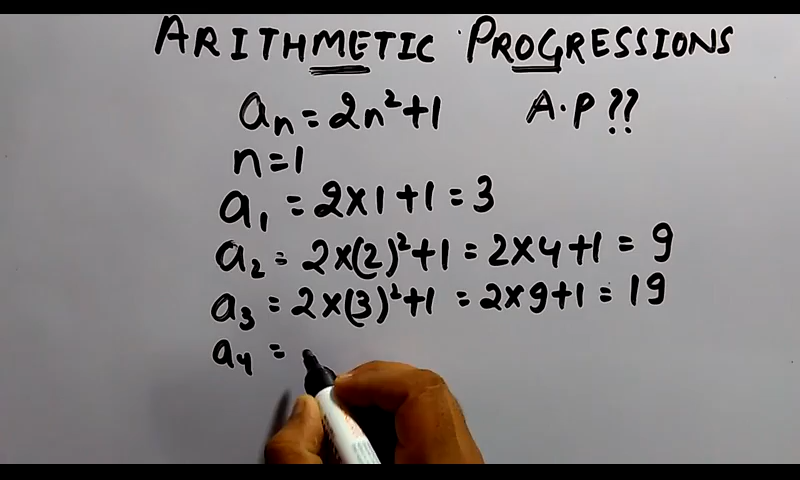 ARITHMETIC PROGRESSIONS
aₙ = 2n²+1 A.P ??
n=1
a₁ = 2×1+1 = 3
a₂ = 2×(2)²+1 = 2×4+1 = 9
a₃ = 2×(3)²+1 = 2×9+1 = 19
a₄ =